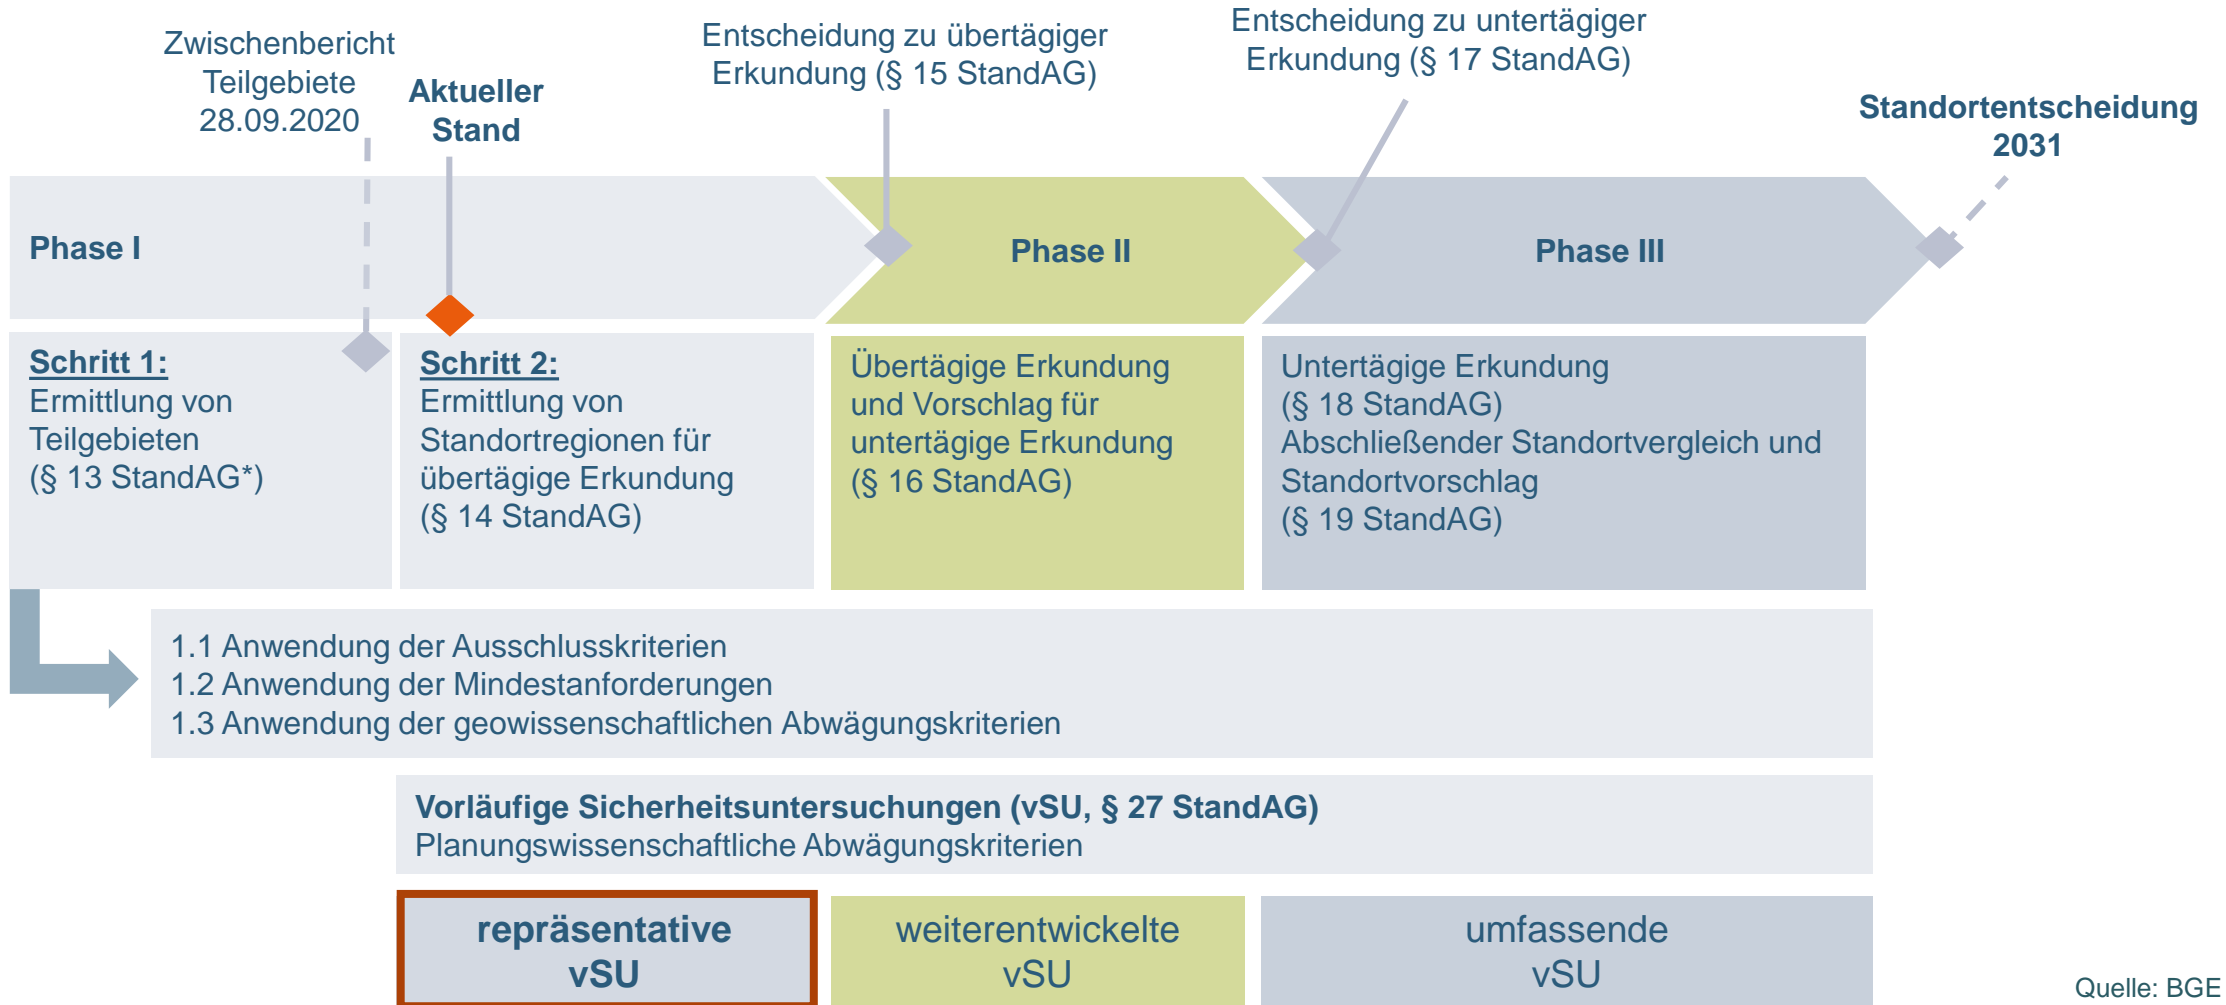 Zwischenbericht
Teilgebiete
28.09.2020
Aktueller
Stand
Entscheidung zu übertägiger
Erkundung (§ 15 StandAG)
Entscheidung zu untertägiger
Erkundung (§ 17 StandAG)
Standortentscheidung
2031
Phase I
Phase II
Phase III
Schritt 1:
Ermittlung von
Teilgebieten
(§ 13 StandAG*)
Schritt 2:
Ermittlung von
Standortregionen für
übertägige Erkundung
(§ 14 StandAG)
Übertägige Erkundung
und Vorschlag für
untertägige Erkundung
(§ 16 StandAG)
Untertägige Erkundung
(§ 18 StandAG)
Abschließender Standortvergleich und
Standortvorschlag
(§ 19 StandAG)
1.1 Anwendung der Ausschlusskriterien
1.2 Anwendung der Mindestanforderungen
1.3 Anwendung der geowissenschaftlichen Abwägungskriterien
Vorläufige Sicherheitsuntersuchungen (vSU, § 27 StandAG)
Planungswissenschaftliche Abwägungskriterien
repräsentative
vSU
weiterentwickelte
vSU
umfassende
vSU
Quelle: BGE